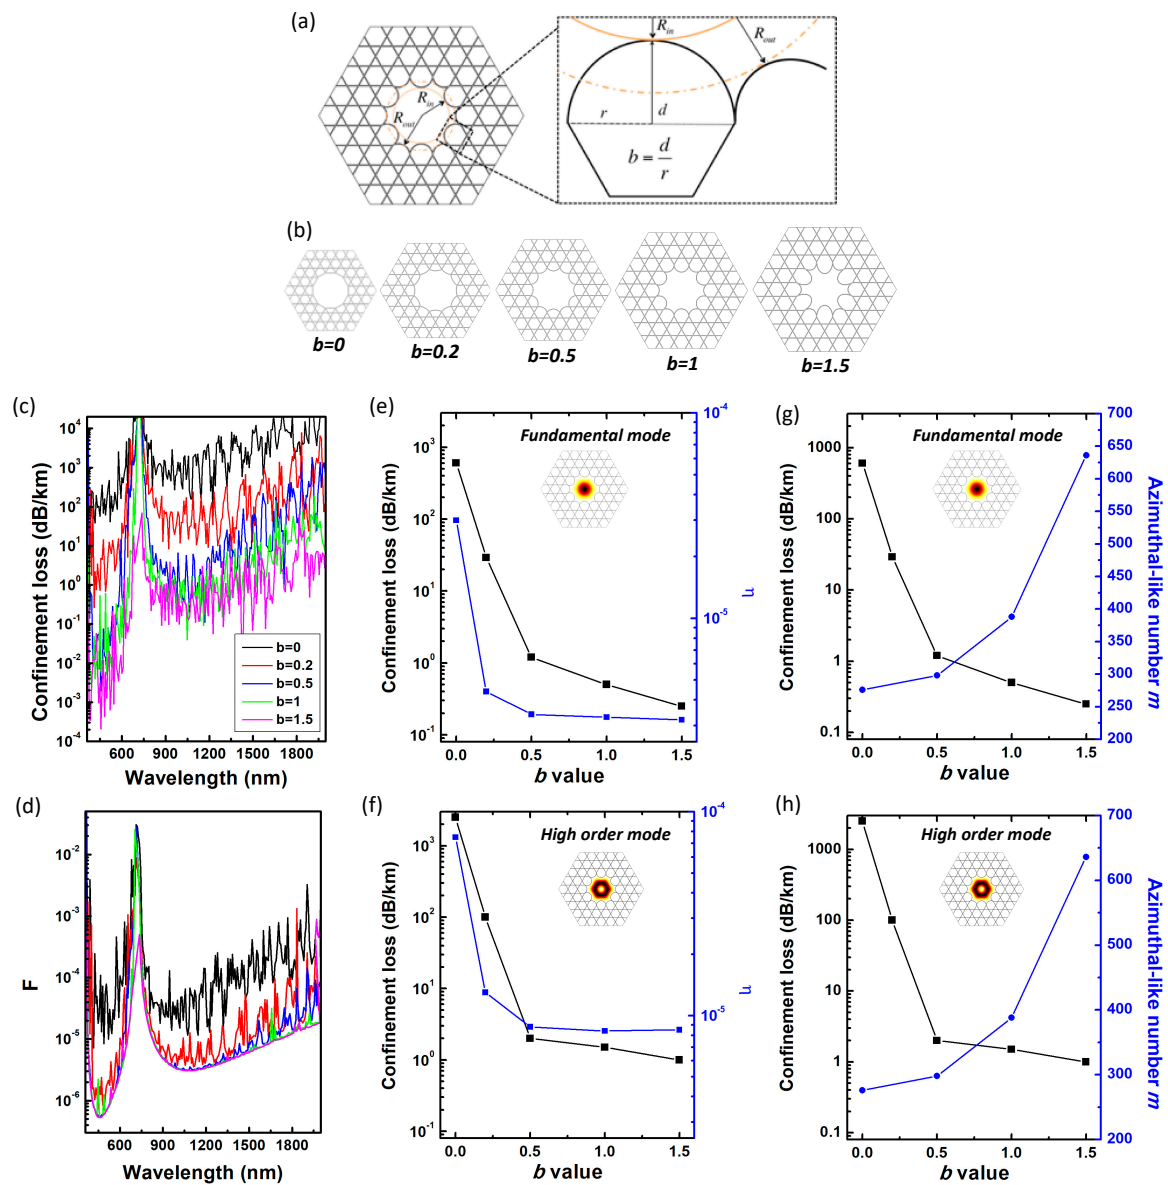 (a)
R_in
R_out
R_in
R_out
r
d
b = d/r
(b)
b=0
b=0.2
b=0.5
b=1
b=1.5
(c)
Confinement loss (dB/km)
10^4
10^3
10^2
10^1
10^0
10^-1
10^-2
10^-3
10^-4
b=0
b=0.2
b=0.5
b=1
b=1.5
600 900 1200 1500 1800
Wavelength (nm)
(e)
Fundamental mode
Confinement loss (dB/km)
10^3
10^2
10^1
10^0
10^-1
10^-4
10^-5
η
0.0 0.5 1.0 1.5
b value
(g)
Fundamental mode
Confinement loss (dB/km)
1000
100
10
1
0.1
700
650
600
550
500
450
400
350
300
250
200
Azimuthal-like number m
0.0 0.5 1.0 1.5
b value
(d)
F
10^-2
10^-3
10^-4
10^-5
10^-6
600 900 1200 1500 1800
Wavelength (nm)
(f)
High order mode
Confinement loss (dB/km)
10^3
10^2
10^1
10^0
10^-1
10^-4
10^-5
η
0.0 0.5 1.0 1.5
b value
(h)
High order mode
Confinement loss (dB/km)
1000
100
10
1
0.1
700
600
500
400
300
200
Azimuthal-like number m
0.0 0.5 1.0 1.5
b value